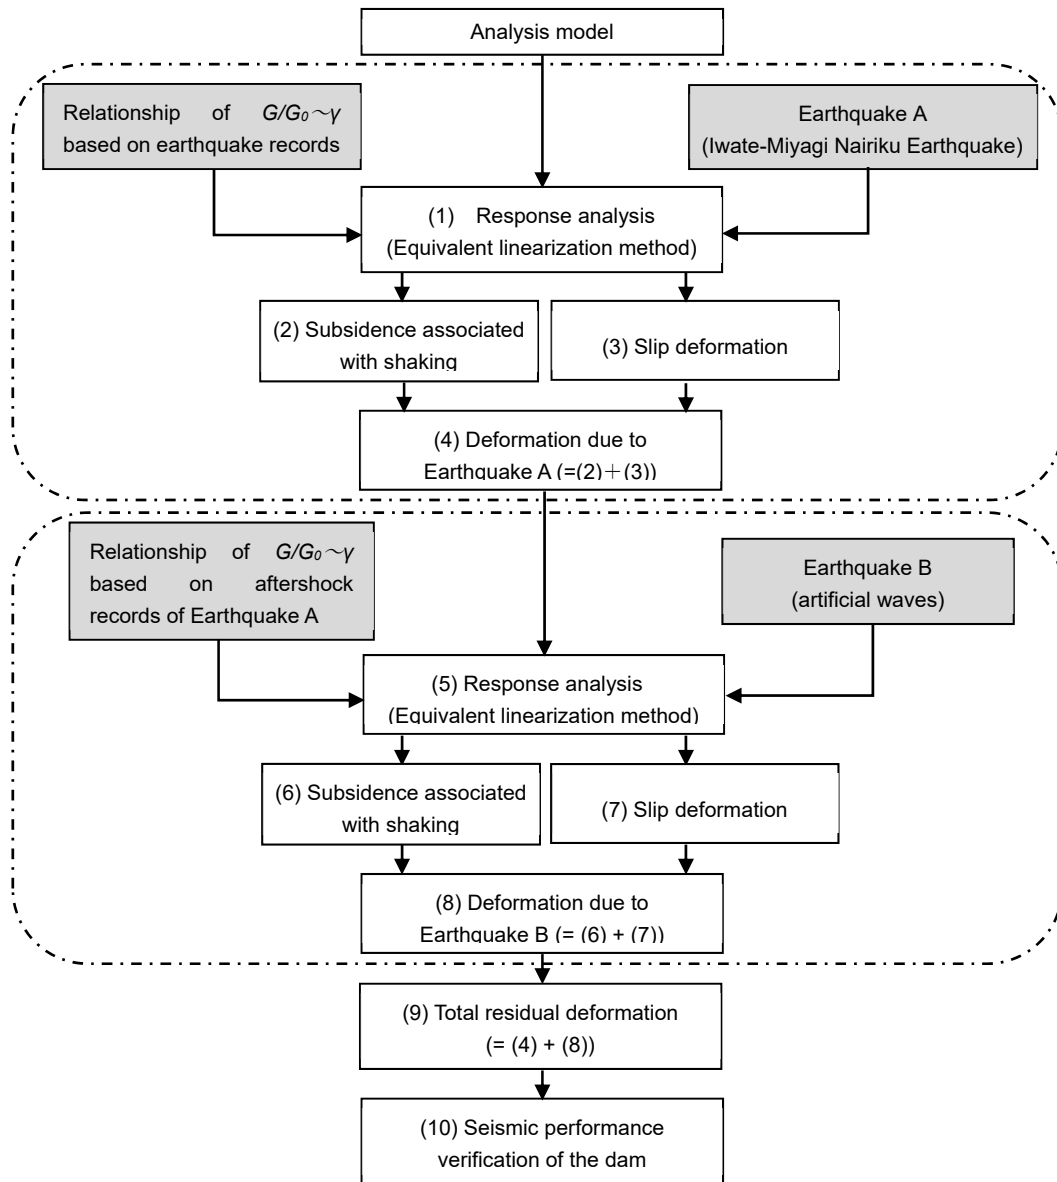 Analysis model
Relationship of G/G₀～γ
based on earthquake records
Earthquake A
(Iwate-Miyagi Nairiku Earthquake)
(1) Response analysis
(Equivalent linearization method)
(2) Subsidence associated
with shaking
(3) Slip deformation
(4) Deformation due to
Earthquake A (=(2)＋(3))
Relationship of G/G₀～γ
based on aftershock
records of Earthquake A
Earthquake B
(artificial waves)
(5) Response analysis
(Equivalent linearization method)
(6) Subsidence associated
with shaking
(7) Slip deformation
(8) Deformation due to
Earthquake B (= (6) + (7))
(9) Total residual deformation
(= (4) + (8))
(10) Seismic performance
verification of the dam